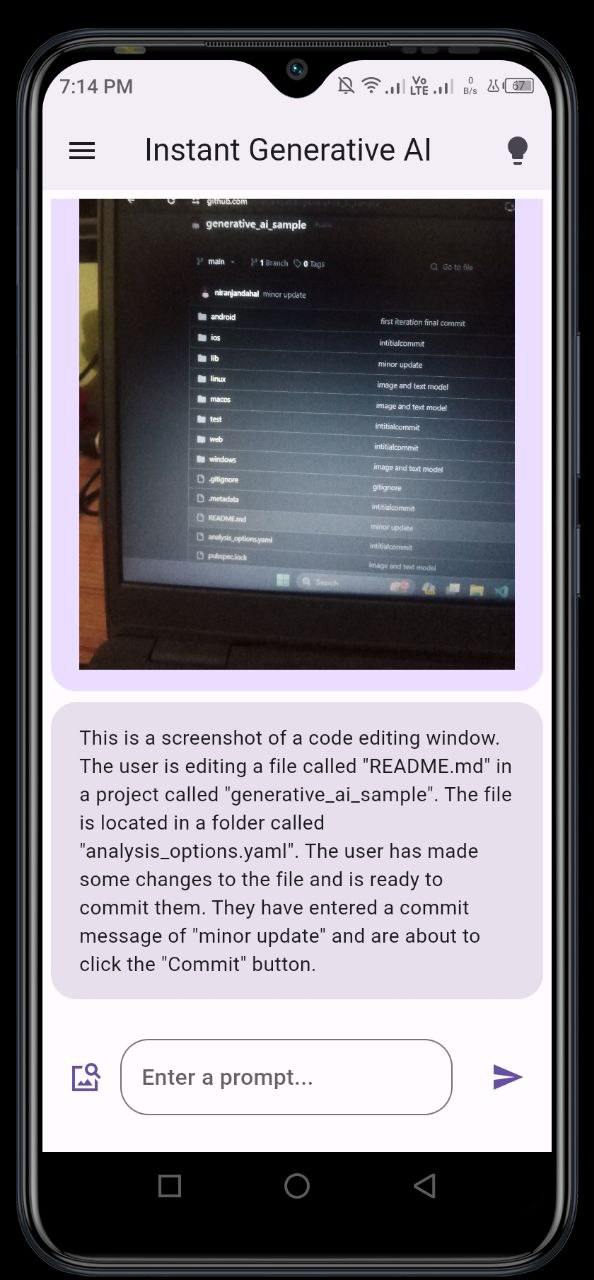 7:14 PM
Vo LTE
0 B/s
67
Instant Generative AI
github.com
generative_ai_sample
main 1 Branch 0 Tags Go to file
niranjandahal minor update
android first iteration final commit
ios intitialcommit
lib minor update
linux image and text model
macos image and text model
test intitialcommit
web intitialcommit
windows image and text model
.gitignore gitignore
.metadata intitialcommit
README.md minor update
analysis_options.yaml intitialcommit
pubspec.lock image and text model
Search
This is a screenshot of a code editing window.
The user is editing a file called "README.md" in
a project called "generative_ai_sample". The file
is located in a folder called
"analysis_options.yaml". The user has made
some changes to the file and is ready to
commit them. They have entered a commit
message of "minor update" and are about to
click the "Commit" button.
Enter a prompt...